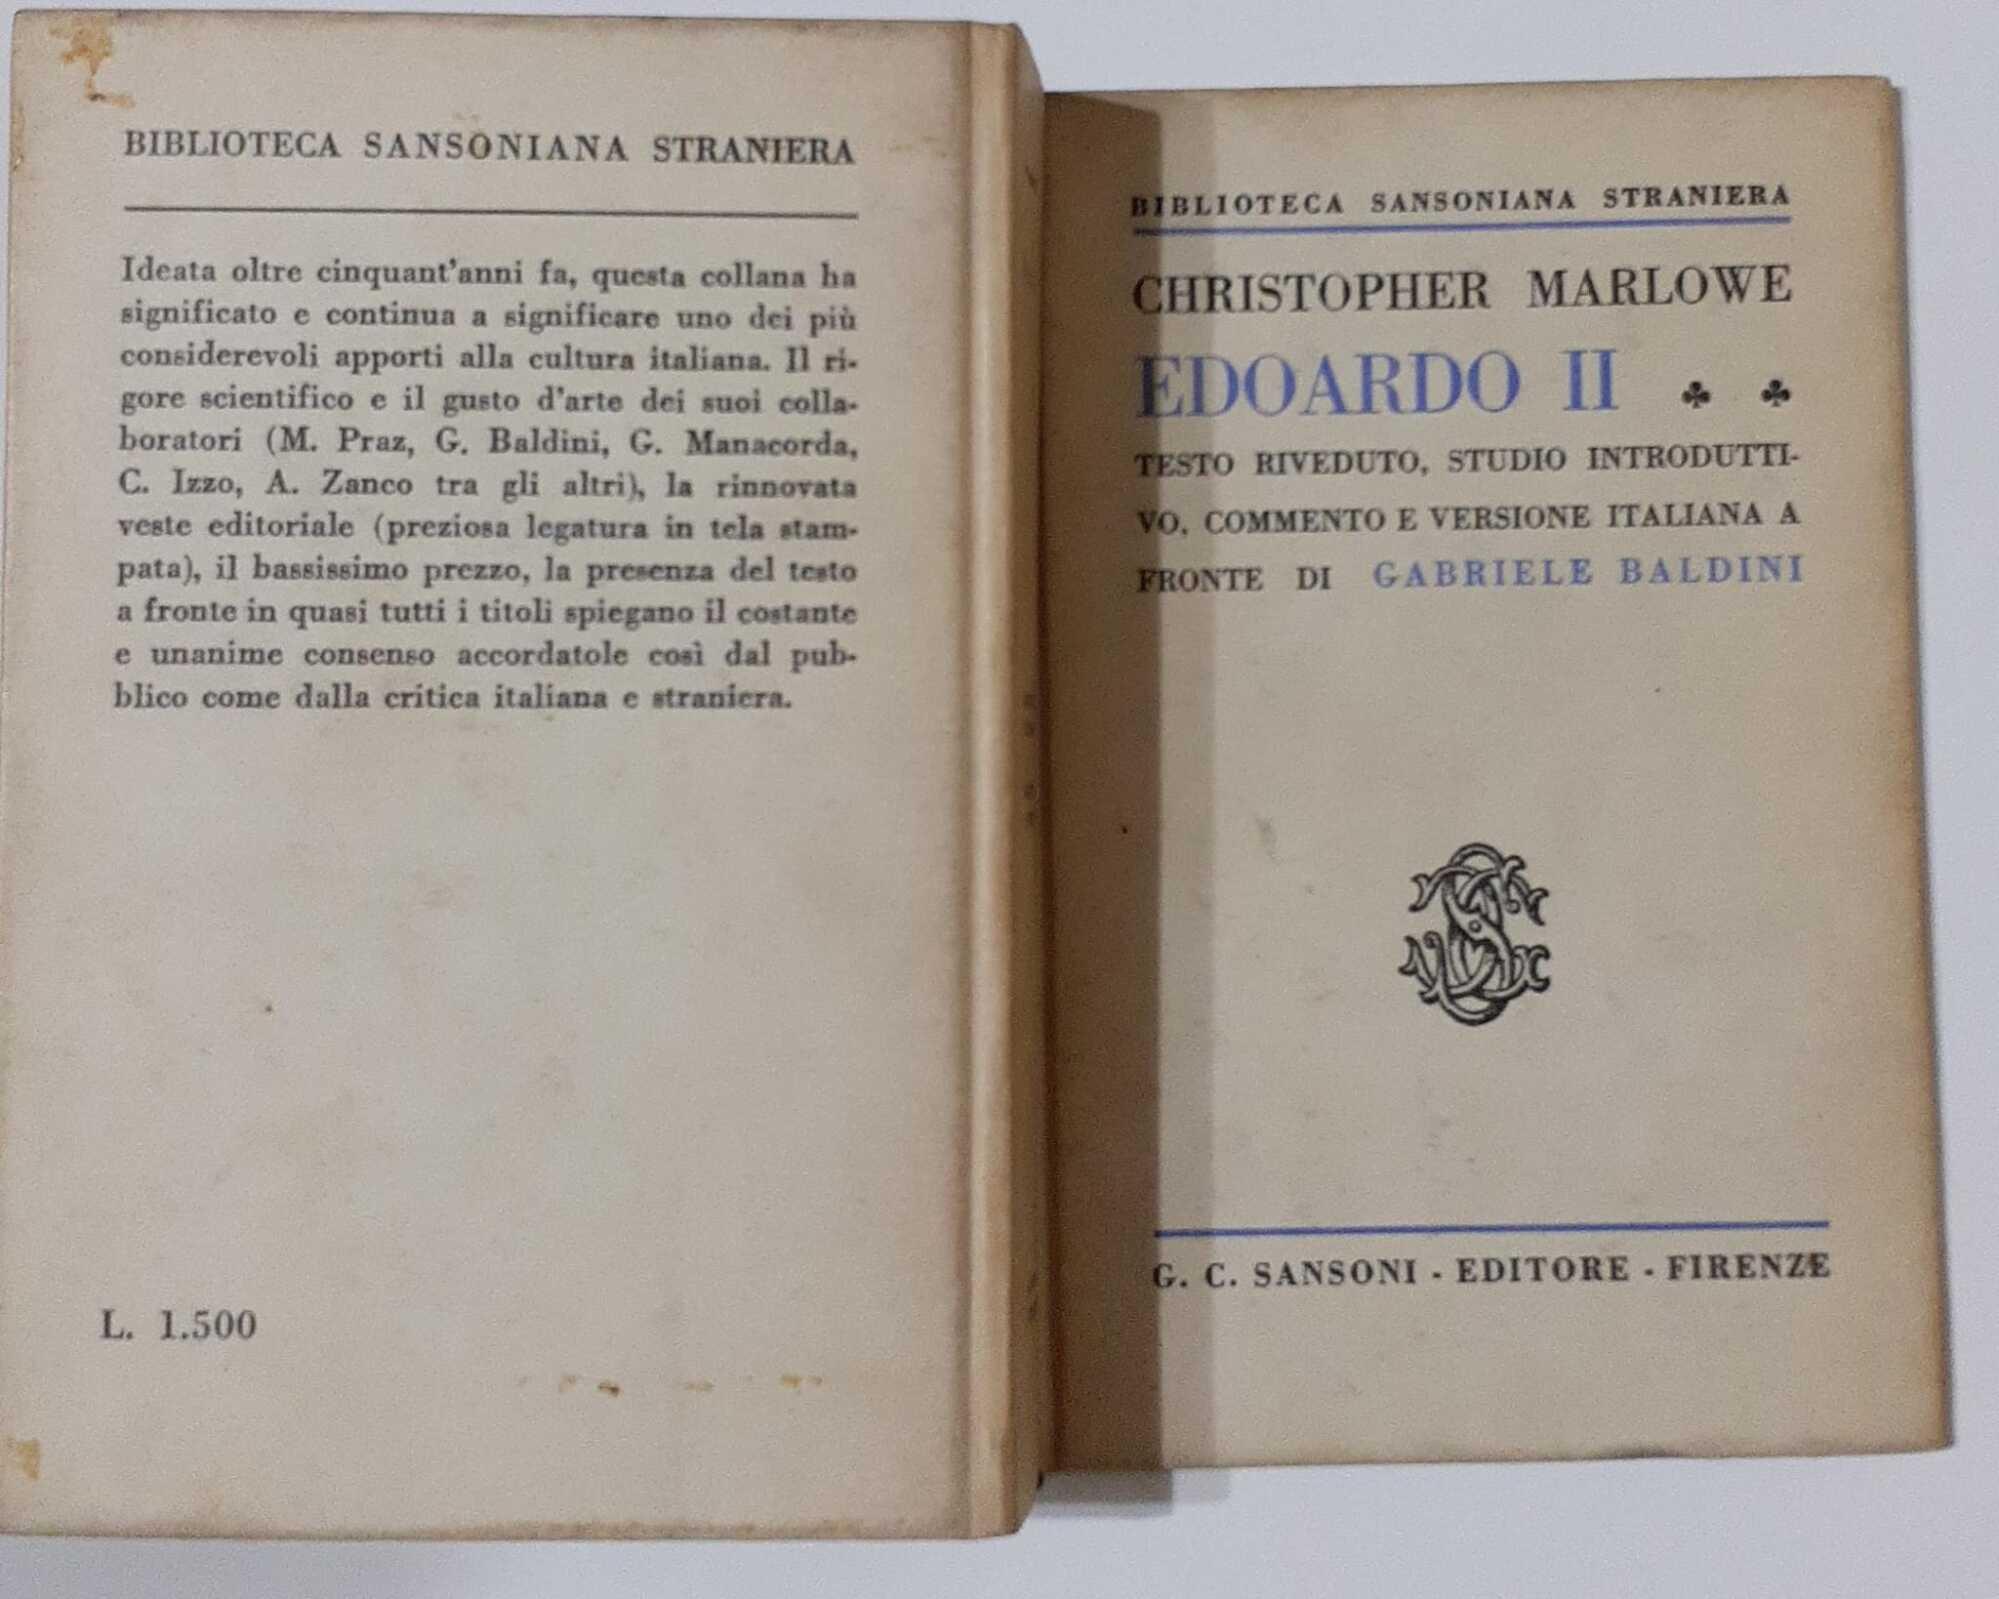 BIBLIOTECA SANSONIANA STRANIERA
Ideata oltre cinquant'anni fa, questa collana ha
significato e continua a significare uno dei più
considerevoli apporti alla cultura italiana. Il ri-
gore scientifico e il gusto d'arte dei suoi colla-
boratori (M. Praz, G. Baldini, G. Manacorda,
C. Izzo, A. Zanco tra gli altri), la rinnovata
veste editoriale (preziosa legatura in tela stam-
pata), il bassissimo prezzo, la presenza del testo
a fronte in quasi tutti i titoli spiegano il costante
e unanime consenso accordatole così dal pub-
blico come dalla critica italiana e straniera.
L. 1.500
BIBLIOTECA SANSONIANA STRANIERA
CHRISTOPHER MARLOWE
EDOARDO II
TESTO RIVEDUTO, STUDIO INTRODUTTI-
VO, COMMENTO E VERSIONE ITALIANA A
FRONTE DI GABRIELE BALDINI
G. C. SANSONI - EDITORE - FIRENZE